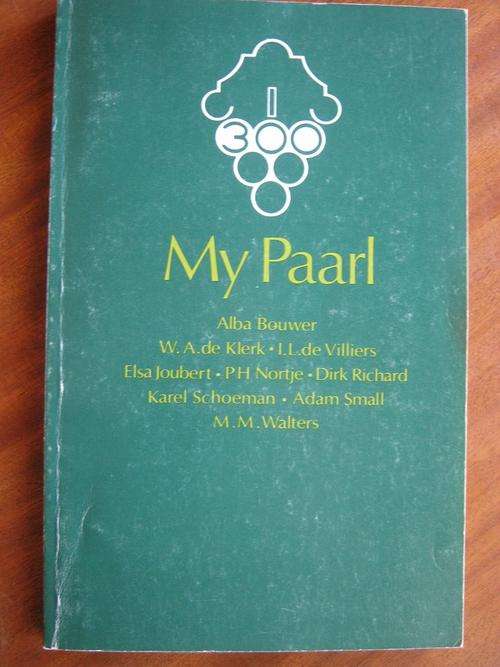 300
My Paarl
Alba Bouwer
W. A. de Klerk • I. L. de Villiers
Elsa Joubert • P H Nortje • Dirk Richard
Karel Schoeman • Adam Small
M. M. Walters